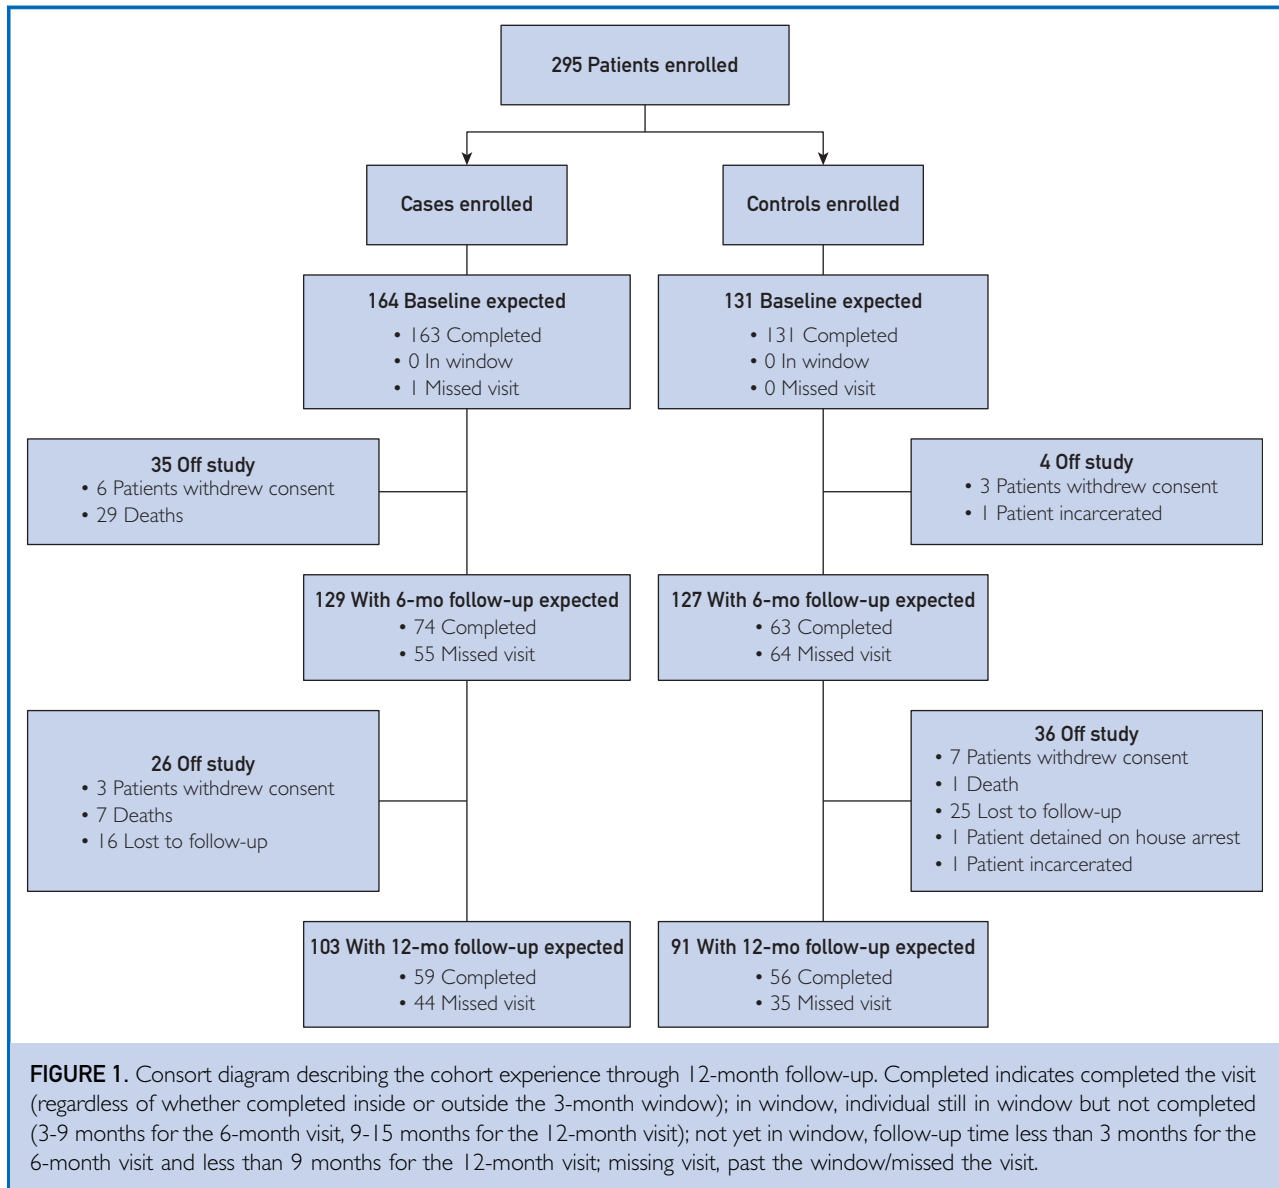 295 Patients enrolled
Cases enrolled
Controls enrolled
164 Baseline expected
• 163 Completed
• 0 In window
• 1 Missed visit
131 Baseline expected
• 131 Completed
• 0 In window
• 0 Missed visit
35 Off study
• 6 Patients withdrew consent
• 29 Deaths
4 Off study
• 3 Patients withdrew consent
• 1 Patient incarcerated
129 With 6-mo follow-up expected
• 74 Completed
• 55 Missed visit
127 With 6-mo follow-up expected
• 63 Completed
• 64 Missed visit
26 Off study
• 3 Patients withdrew consent
• 7 Deaths
• 16 Lost to follow-up
36 Off study
• 7 Patients withdrew consent
• 1 Death
• 25 Lost to follow-up
• 1 Patient detained on house arrest
• 1 Patient incarcerated
103 With 12-mo follow-up expected
• 59 Completed
• 44 Missed visit
91 With 12-mo follow-up expected
• 56 Completed
• 35 Missed visit
FIGURE 1. Consort diagram describing the cohort experience through 12-month follow-up. Completed indicates completed the visit
(regardless of whether completed inside or outside the 3-month window); in window, individual still in window but not completed
(3-9 months for the 6-month visit, 9-15 months for the 12-month visit); not yet in window, follow-up time less than 3 months for the
6-month visit and less than 9 months for the 12-month visit; missing visit, past the window/missed the visit.